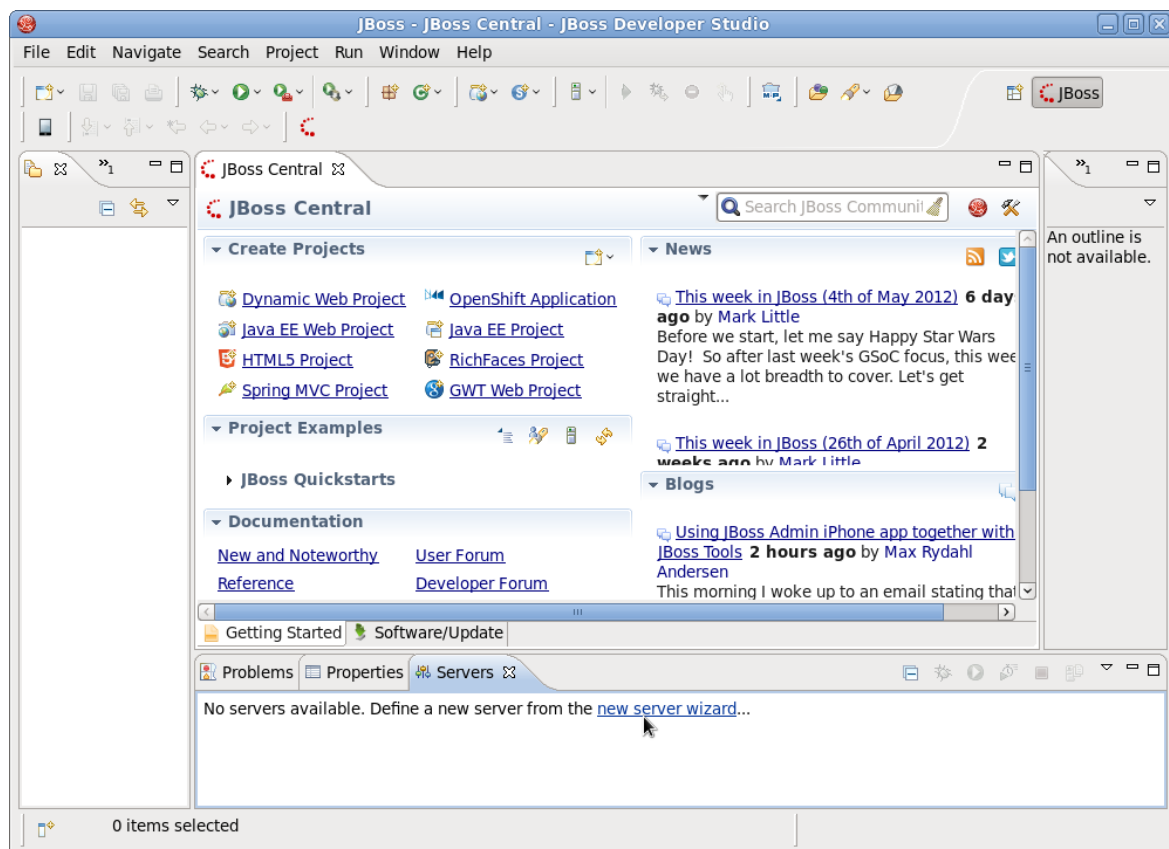 JBoss - JBoss Central - JBoss Developer Studio
File Edit Navigate Search Project Run Window Help
JBoss
»1
JBoss Central
»1
JBoss Central
Search JBoss Communit
An outline is
not available.
Create Projects
Dynamic Web Project OpenShift Application
Java EE Web Project Java EE Project
HTML5 Project RichFaces Project
Spring MVC Project GWT Web Project
Project Examples
JBoss Quickstarts
Documentation
New and Noteworthy User Forum
Reference Developer Forum
News
This week in JBoss (4th of May 2012) 6 day
ago by Mark Little
Before we start, let me say Happy Star Wars
Day! So after last week's GSoC focus, this wee
we have a lot breadth to cover. Let's get
straight...
This week in JBoss (26th of April 2012) 2
weeks ago by Mark Little
Blogs
Using JBoss Admin iPhone app together with
JBoss Tools 2 hours ago by Max Rydahl
Andersen
This morning I woke up to an email stating that
Getting Started Software/Update
Problems Properties Servers
No servers available. Define a new server from the new server wizard...
0 items selected